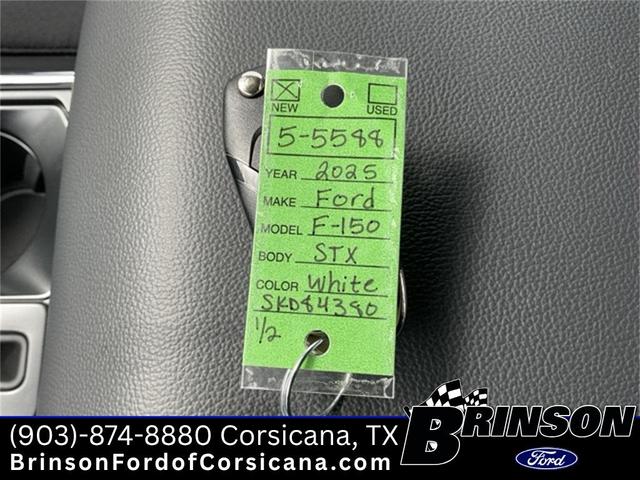 NEW USED
5-5588
YEAR 2025
MAKE Ford
MODEL F-150
BODY STX
COLOR White
SKD84380
1/2
(903)-874-8880 Corsicana, TX
BrinsonFordofCorsicana.com
BRINSON
Ford